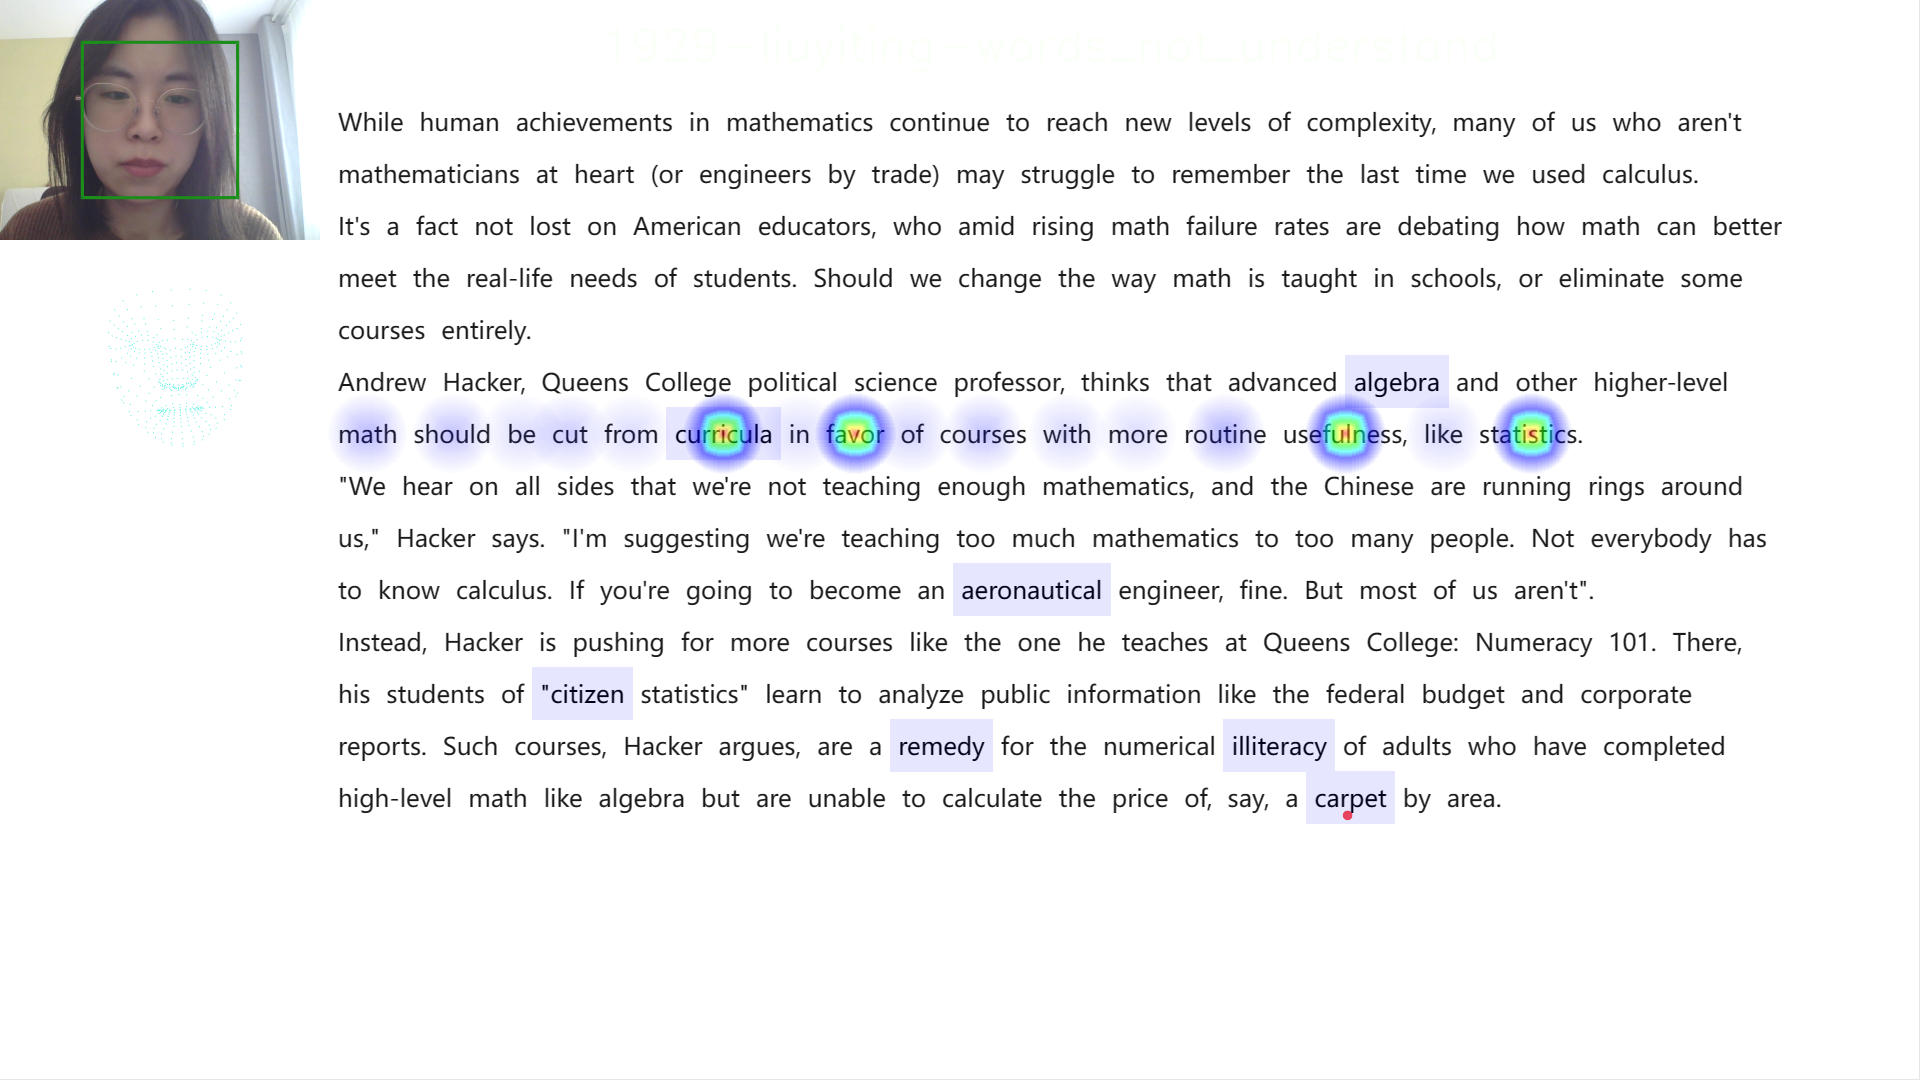 1929-liuyiting-words_not_understand
While human achievements in mathematics continue to reach new levels of complexity, many of us who aren't
mathematicians at heart (or engineers by trade) may struggle to remember the last time we used calculus.
It's a fact not lost on American educators, who amid rising math failure rates are debating how math can better
meet the real-life needs of students. Should we change the way math is taught in schools, or eliminate some
courses entirely.
Andrew Hacker, Queens College political science professor, thinks that advanced algebra and other higher-level
math should be cut from curricula in favor of courses with more routine usefulness, like statistics.
"We hear on all sides that we're not teaching enough mathematics, and the Chinese are running rings around
us," Hacker says. "I'm suggesting we're teaching too much mathematics to too many people. Not everybody has
to know calculus. If you're going to become an aeronautical engineer, fine. But most of us aren't".
Instead, Hacker is pushing for more courses like the one he teaches at Queens College: Numeracy 101. There,
his students of "citizen statistics" learn to analyze public information like the federal budget and corporate
reports. Such courses, Hacker argues, are a remedy for the numerical illiteracy of adults who have completed
high-level math like algebra but are unable to calculate the price of, say, a carpet by area.